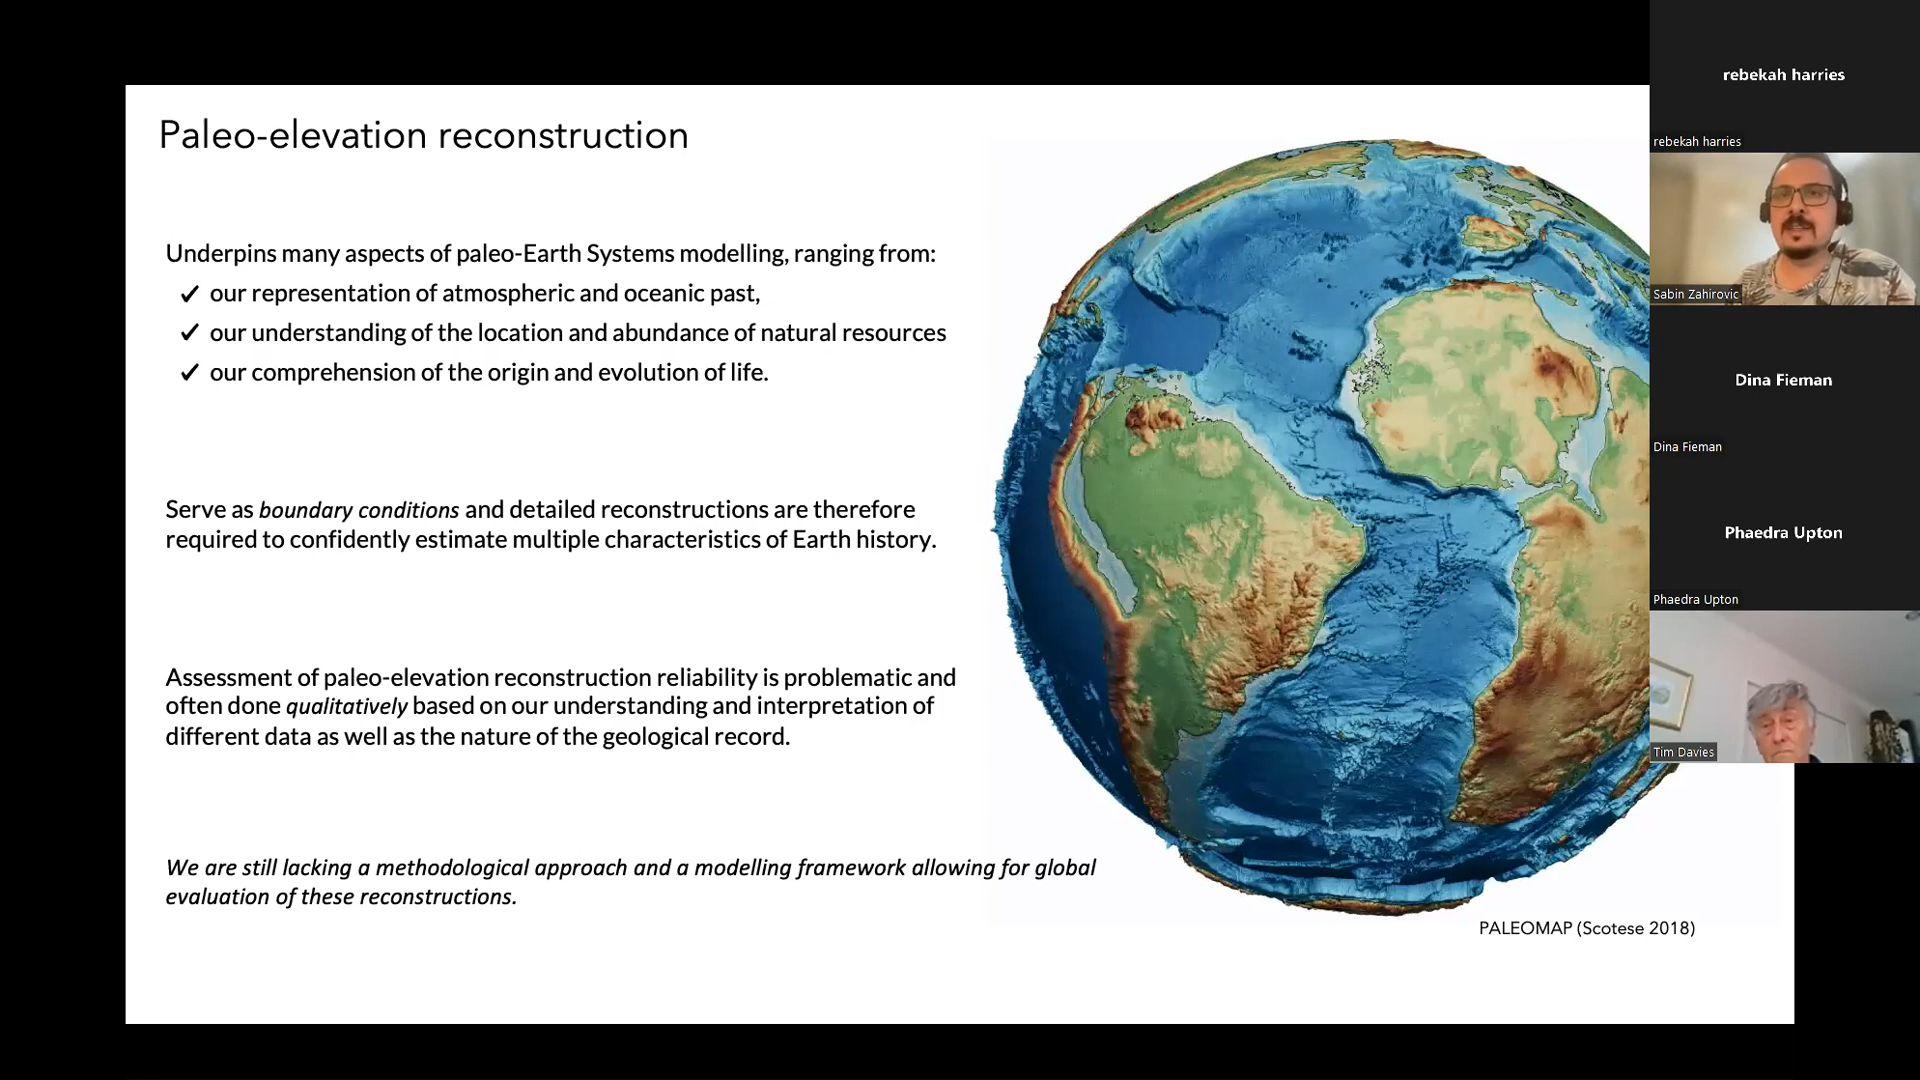 Paleo-elevation reconstruction
Underpins many aspects of paleo-Earth Systems modelling, ranging from:
✓ our representation of atmospheric and oceanic past,
✓ our understanding of the location and abundance of natural resources
✓ our comprehension of the origin and evolution of life.
Serve as boundary conditions and detailed reconstructions are therefore
required to confidently estimate multiple characteristics of Earth history.
Assessment of paleo-elevation reconstruction reliability is problematic and
often done qualitatively based on our understanding and interpretation of
different data as well as the nature of the geological record.
We are still lacking a methodological approach and a modelling framework allowing for global
evaluation of these reconstructions.
PALEOMAP (Scotese 2018)
rebekah harries
rebekah harries
Sabin Zahirovic
Dina Fieman
Dina Fieman
Phaedra Upton
Phaedra Upton
Tim Davies